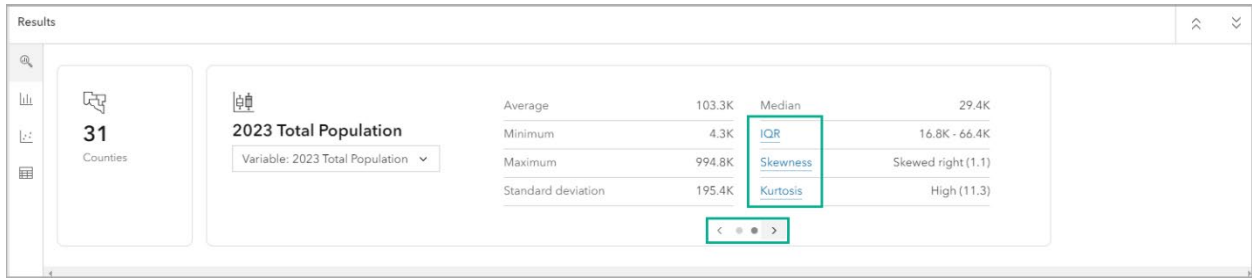 Results
31
Counties
2023 Total Population
Variable: 2023 Total Population
Average 103.3K Median 29.4K
Minimum 4.3K IQR 16.8K - 66.4K
Maximum 994.8K Skewness Skewed right (1.1)
Standard deviation 195.4K Kurtosis High (11.3)